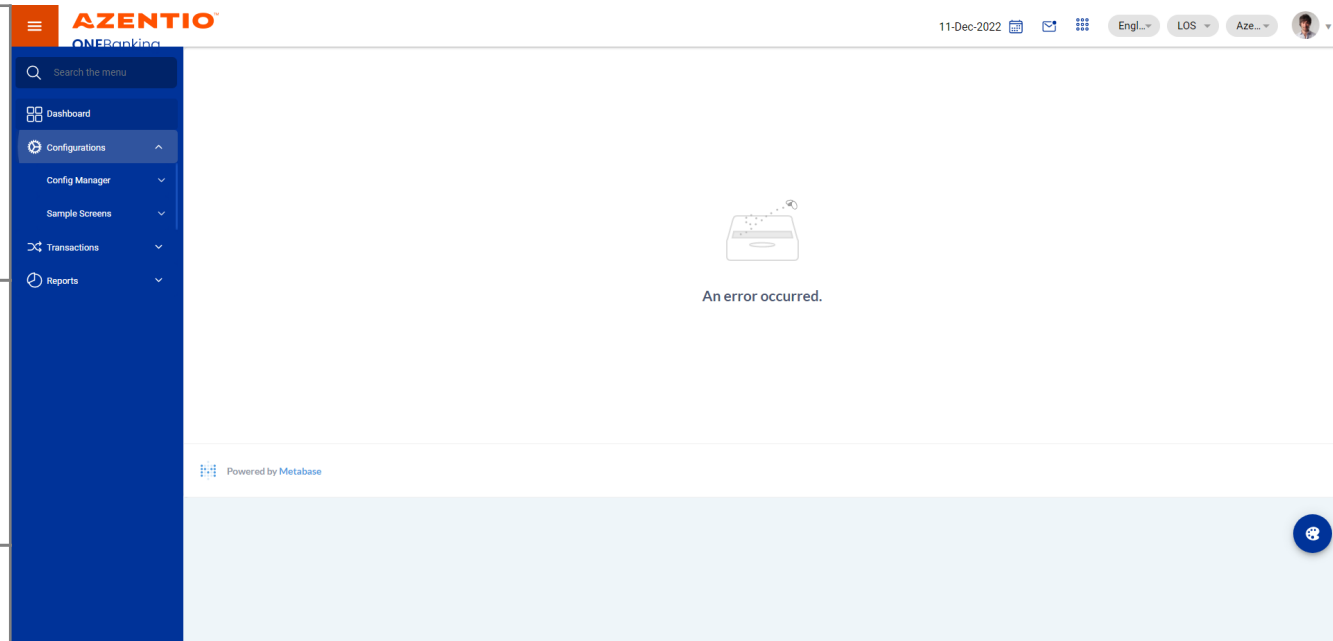 AZENTIO™
ONEBanking
11-Dec-2022
Engl...
LOS
Aze...
Search the menu
Dashboard
Configurations
Config Manager
Sample Screens
Transactions
Reports
An error occurred.
Powered by Metabase